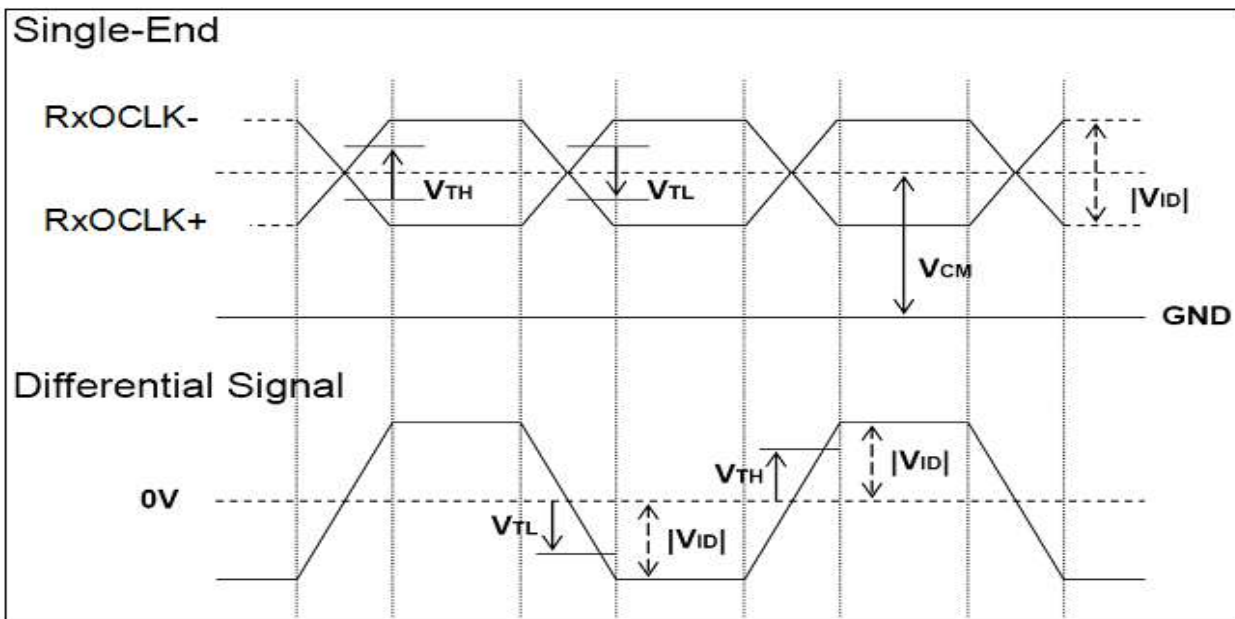 Single-End
RxOCLK-
VTH
VTL
RxOCLK+
|VID|
VCM
GND
Differential Signal
VTH
|VID|
0V
VTL
|VID|